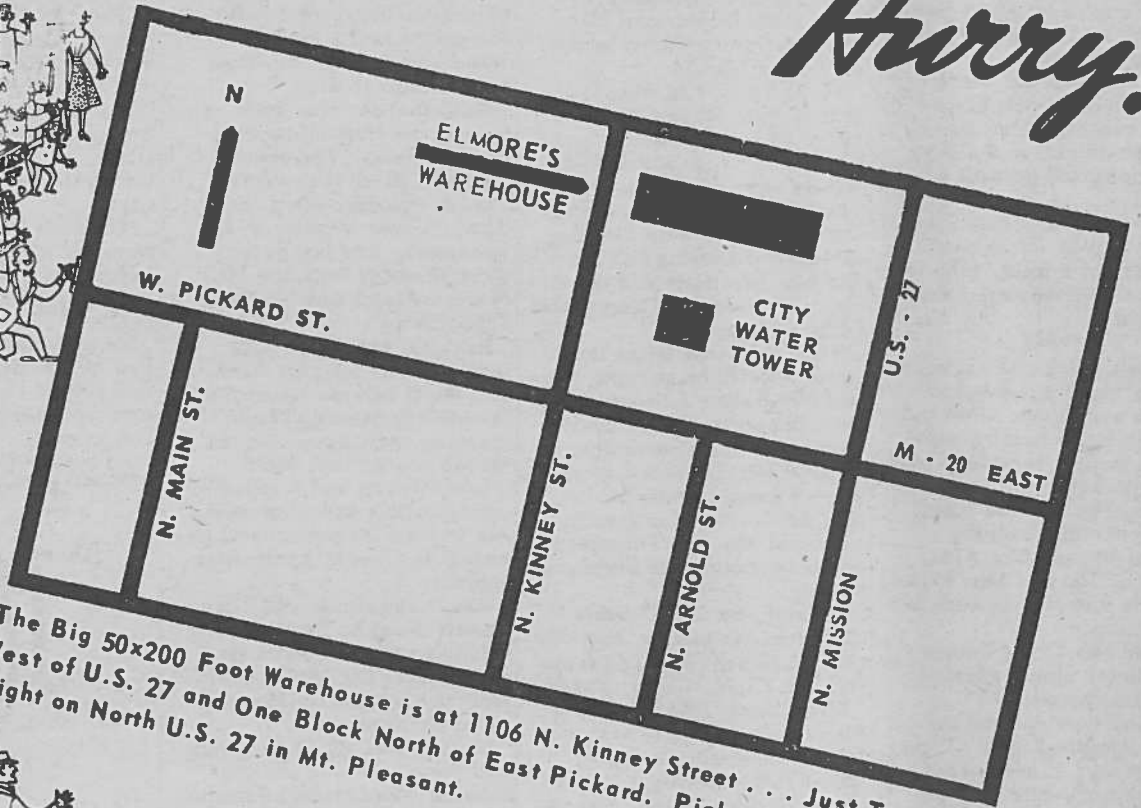 Hurry.
N
ELMORE'S
WAREHOUSE
W. PICKARD ST.
CITY
WATER
TOWER
U.S. - 27
M - 20 EAST
N. MAIN ST.
N. KINNEY ST.
N. ARNOLD ST.
N. MISSION
The Big 50x200 Foot Warehouse is at 1106 N. Kinney Street . . . Just
West of U.S. 27 and One Block North of East Pickard.
ight on North U.S. 27 in Mt. Pleasant.